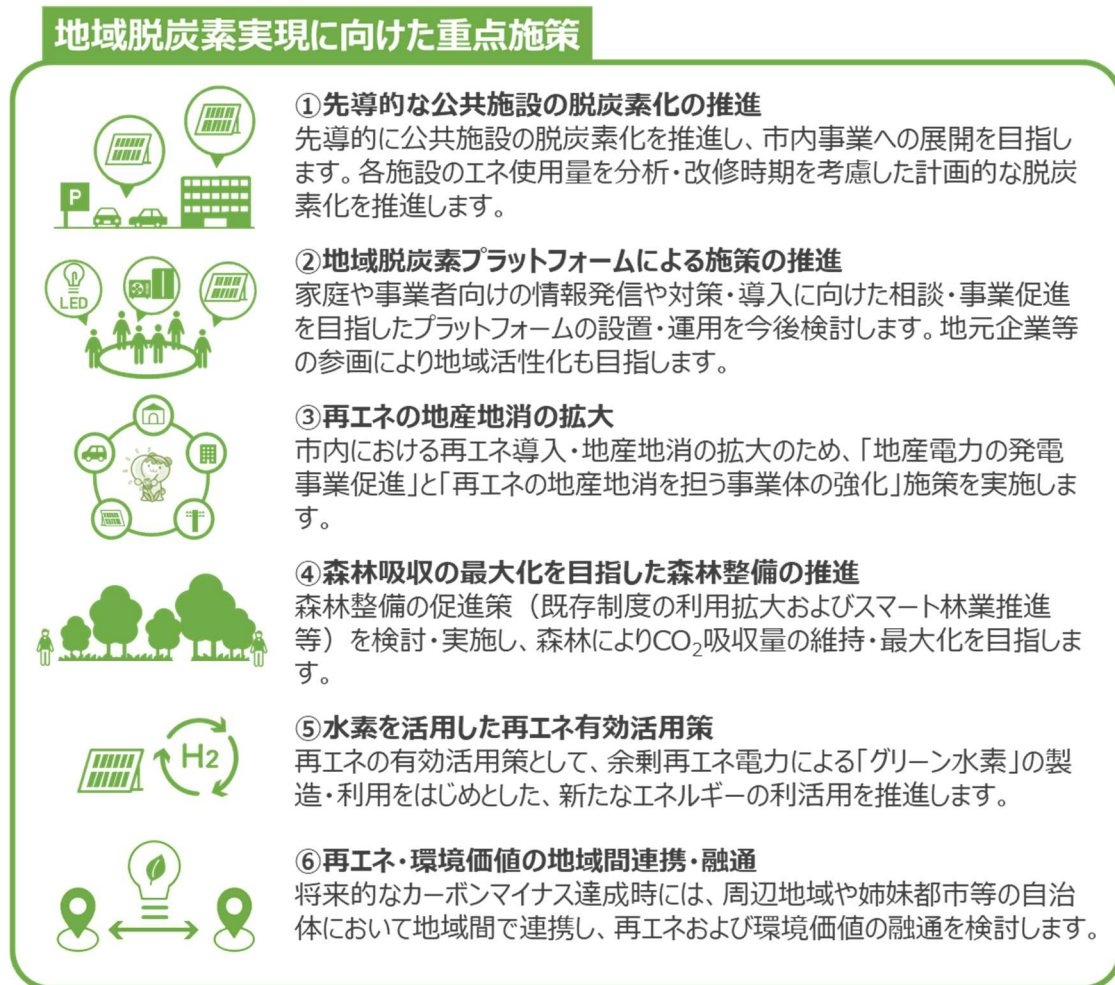 地域脱炭素実現に向けた重点施策
①先導的な公共施設の脱炭素化の推進
先導的に公共施設の脱炭素化を推進し、市内事業への展開を目指し
ます。各施設のエネ使用量を分析・改修時期を考慮した計画的な脱炭
素化を推進します。
P
②地域脱炭素プラットフォームによる施策の推進
家庭や事業者向けの情報発信や対策・導入に向けた相談・事業促進
を目指したプラットフォームの設置・運用を今後検討します。地元企業等
の参画により地域活性化も目指します。
LED
③再エネの地産地消の拡大
市内における再エネ導入・地産地消の拡大のため、「地産電力の発電
事業促進」と「再エネの地産地消を担う事業体の強化」施策を実施しま
す。
④森林吸収の最大化を目指した森林整備の推進
森林整備の促進策（既存制度の利用拡大およびスマート林業推進
等）を検討・実施し、森林によりCO₂吸収量の維持・最大化を目指しま
す。
⑤水素を活用した再エネ有効活用策
再エネの有効活用策として、余剰再エネ電力による「グリーン水素」の製
造・利用をはじめとした、新たなエネルギーの利活用を推進します。
H2
⑥再エネ・環境価値の地域間連携・融通
将来的なカーボンマイナス達成時には、周辺地域や姉妹都市等の自治
体において地域間で連携し、再エネおよび環境価値の融通を検討します。